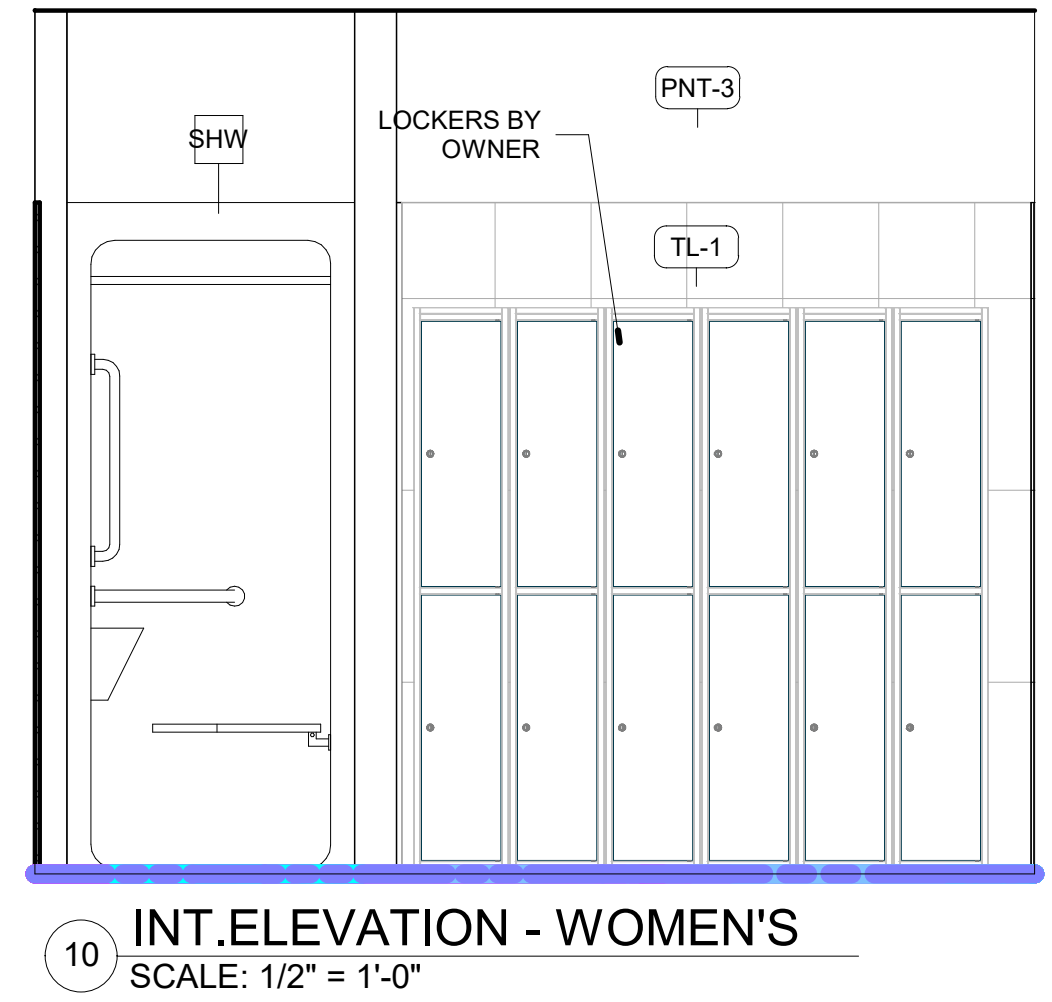 PNT-3
LOCKERS BY
OWNER
SHW
TL-1
10
INT.ELEVATION - WOMEN'S
SCALE: 1/2" = 1'-0"